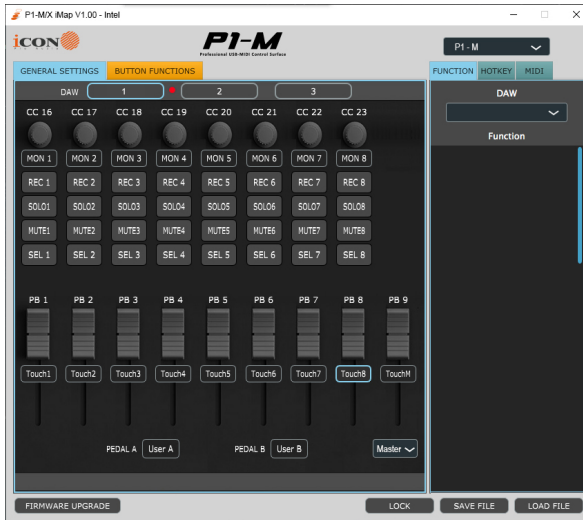 P1-M/X iMap V1.00 - Intel
iCON
P1-M
Professional USB-MIDI Control Surface
P1 - M
GENERAL SETTINGS BUTTON FUNCTIONS
FUNCTION HOTKEY MIDI
DAW 1 2 3
DAW
Function
CC 16 CC 17 CC 18 CC 19 CC 20 CC 21 CC 22 CC 23
MON 1 MON 2 MON 3 MON 4 MON 5 MON 6 MON 7 MON 8
REC 1 REC 2 REC 3 REC 4 REC 5 REC 6 REC 7 REC 8
SOLO1 SOLO2 SOLO3 SOLO4 SOLO5 SOLO6 SOLO7 SOLO8
MUTE1 MUTE2 MUTE3 MUTE4 MUTE5 MUTE6 MUTE7 MUTE8
SEL 1 SEL 2 SEL 3 SEL 4 SEL 5 SEL 6 SEL 7 SEL 8
PB 1 PB 2 PB 3 PB 4 PB 5 PB 6 PB 7 PB 8 PB 9
Touch1 Touch2 Touch3 Touch4 Touch5 Touch6 Touch7 Touch8 TouchM
PEDAL A User A PEDAL B User B Master
FIRMWARE UPGRADE LOCK SAVE FILE LOAD FILE